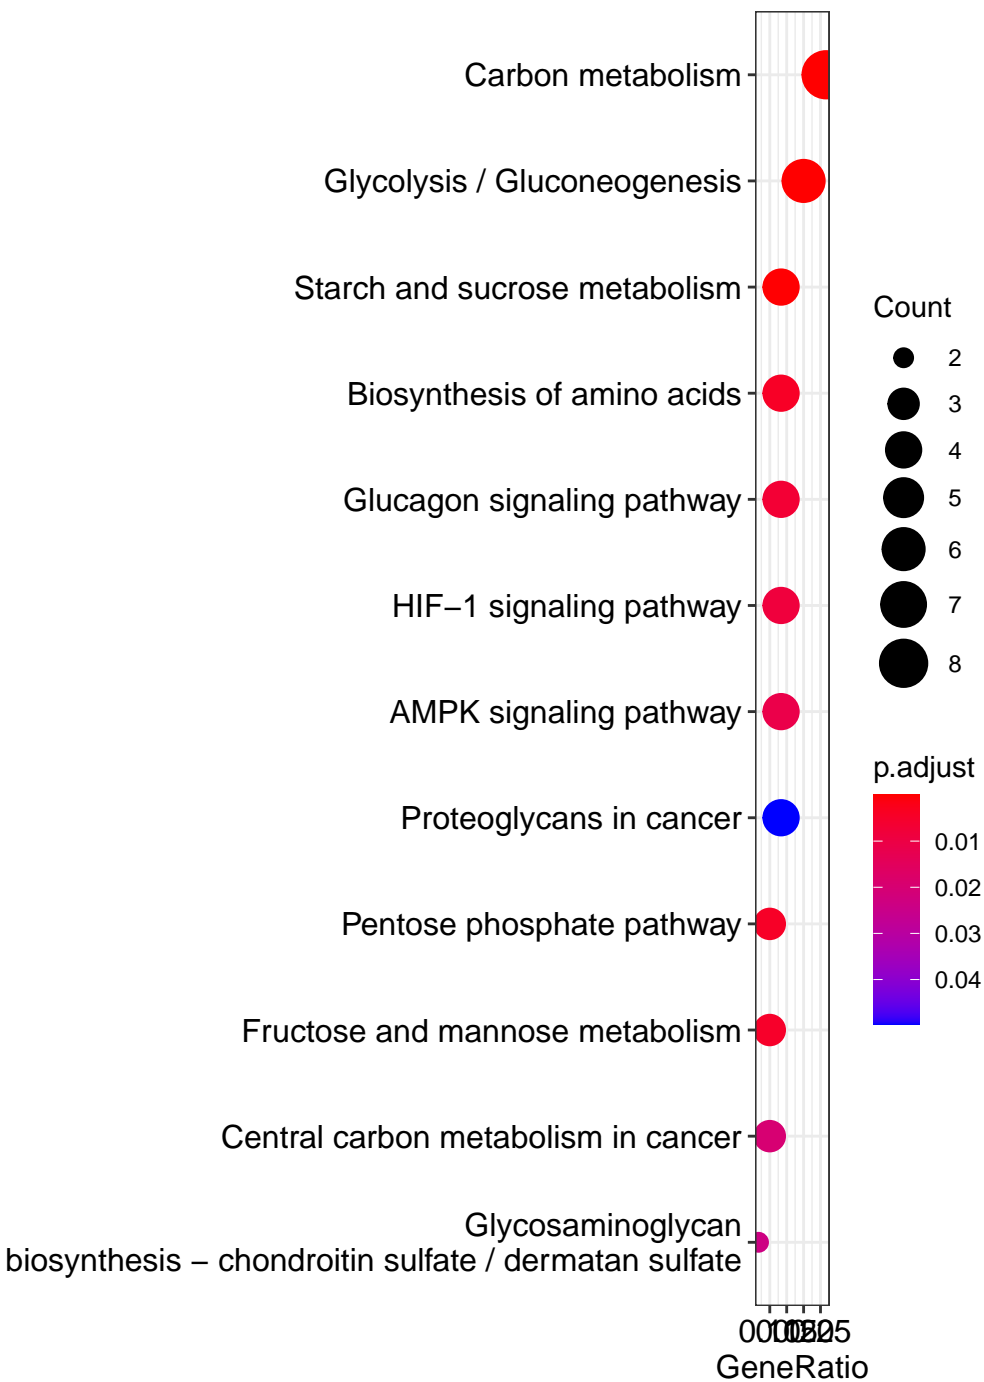 Carbon metabolism
Glycolysis / Gluconeogenesis
Starch and sucrose metabolism
Biosynthesis of amino acids
Glucagon signaling pathway
HIF−1 signaling pathway
AMPK signaling pathway
Proteoglycans in cancer
Pentose phosphate pathway
Fructose and mannose metabolism
Central carbon metabolism in cancer
Glycosaminoglycan
biosynthesis − chondroitin sulfate / dermatan sulfate
GeneRatio
Count
2
3
4
5
6
7
8
p.adjust
0.01
0.02
0.03
0.04